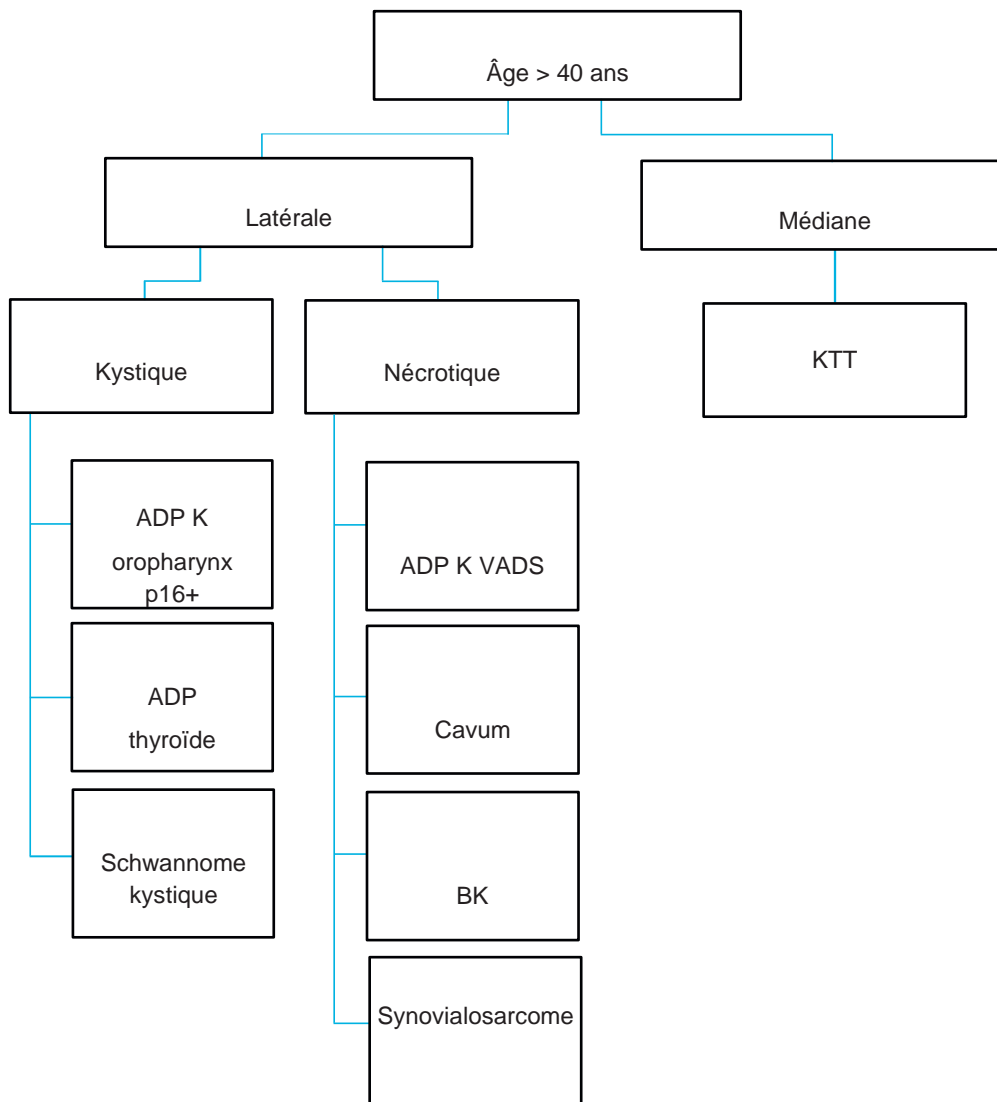 Âge > 40 ans
Latérale
Médiane
Kystique
Nécrotique
KTT
ADP K
oropharynx
p16+
ADP K VADS
ADP
thyroïde
Cavum
Schwannome
kystique
BK
Synovialosarcome